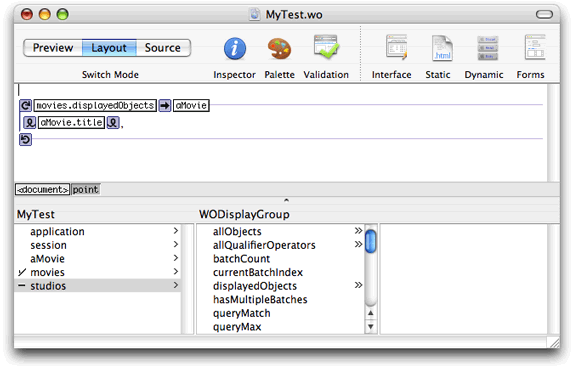 MyTest.wo
Preview Layout Source
Switch Mode Inspector Palette Validation Interface Static Dynamic Forms
movies.displayedObjects aMovie
aMovie.title .
<document> point
MyTest WODisplayGroup
application > allObjects »
session > allQualifierOperators »
aMovie > batchCount
movies > currentBatchIndex
studios > displayedObjects »
hasMultipleBatches
queryMatch
queryMax